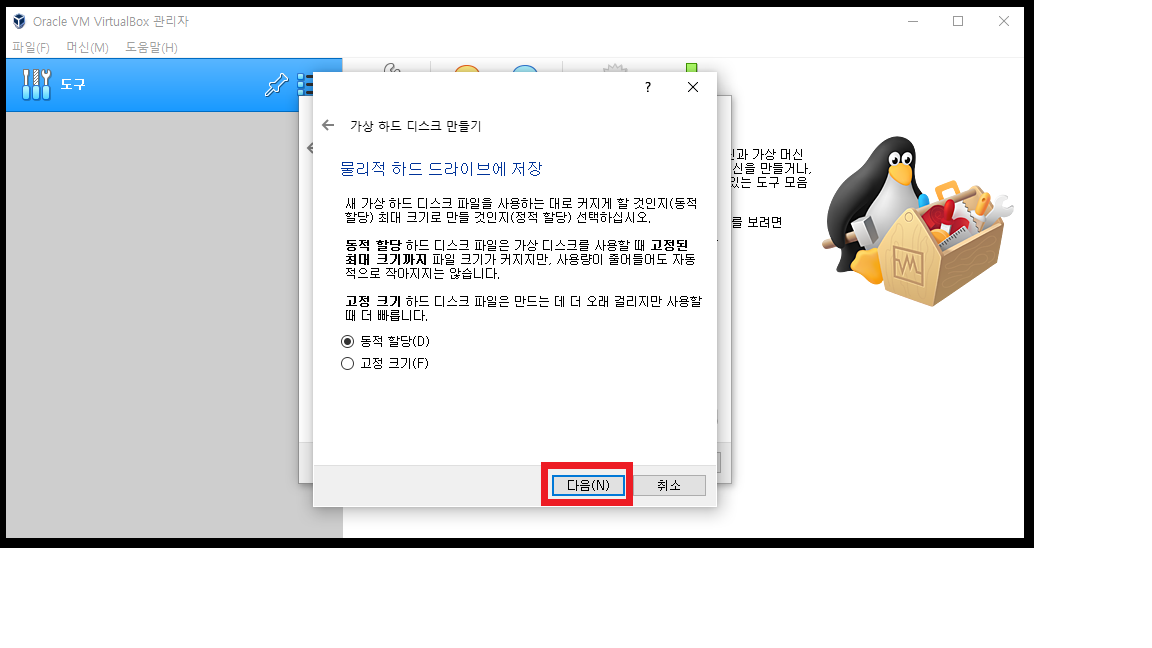 Oracle VM VirtualBox 관리자
파일(F) 머신(M) 도움말(H)
도구
가상 하드 디스크 만들기
물리적 하드 드라이브에 저장
새 가상 하드 디스크 파일을 사용하는 대로 커지게 할 것인지(동적
할당) 최대 크기로 만들 것인지(정적 할당) 선택하십시오.
동적 할당 하드 디스크 파일은 가상 디스크를 사용할 때 고정된
최대 크기까지 파일 크기가 커지지만, 사용량이 줄어들어도 자동
적으로 작아지지는 않습니다.
고정 크기 하드 디스크 파일은 만드는 데 더 오래 걸리지만 사용할
때 더 빠릅니다.
동적 할당(D)
고정 크기(F)
다음(N) 취소
가상 머신
만들거나,
있는 도구 모음
를 보려면